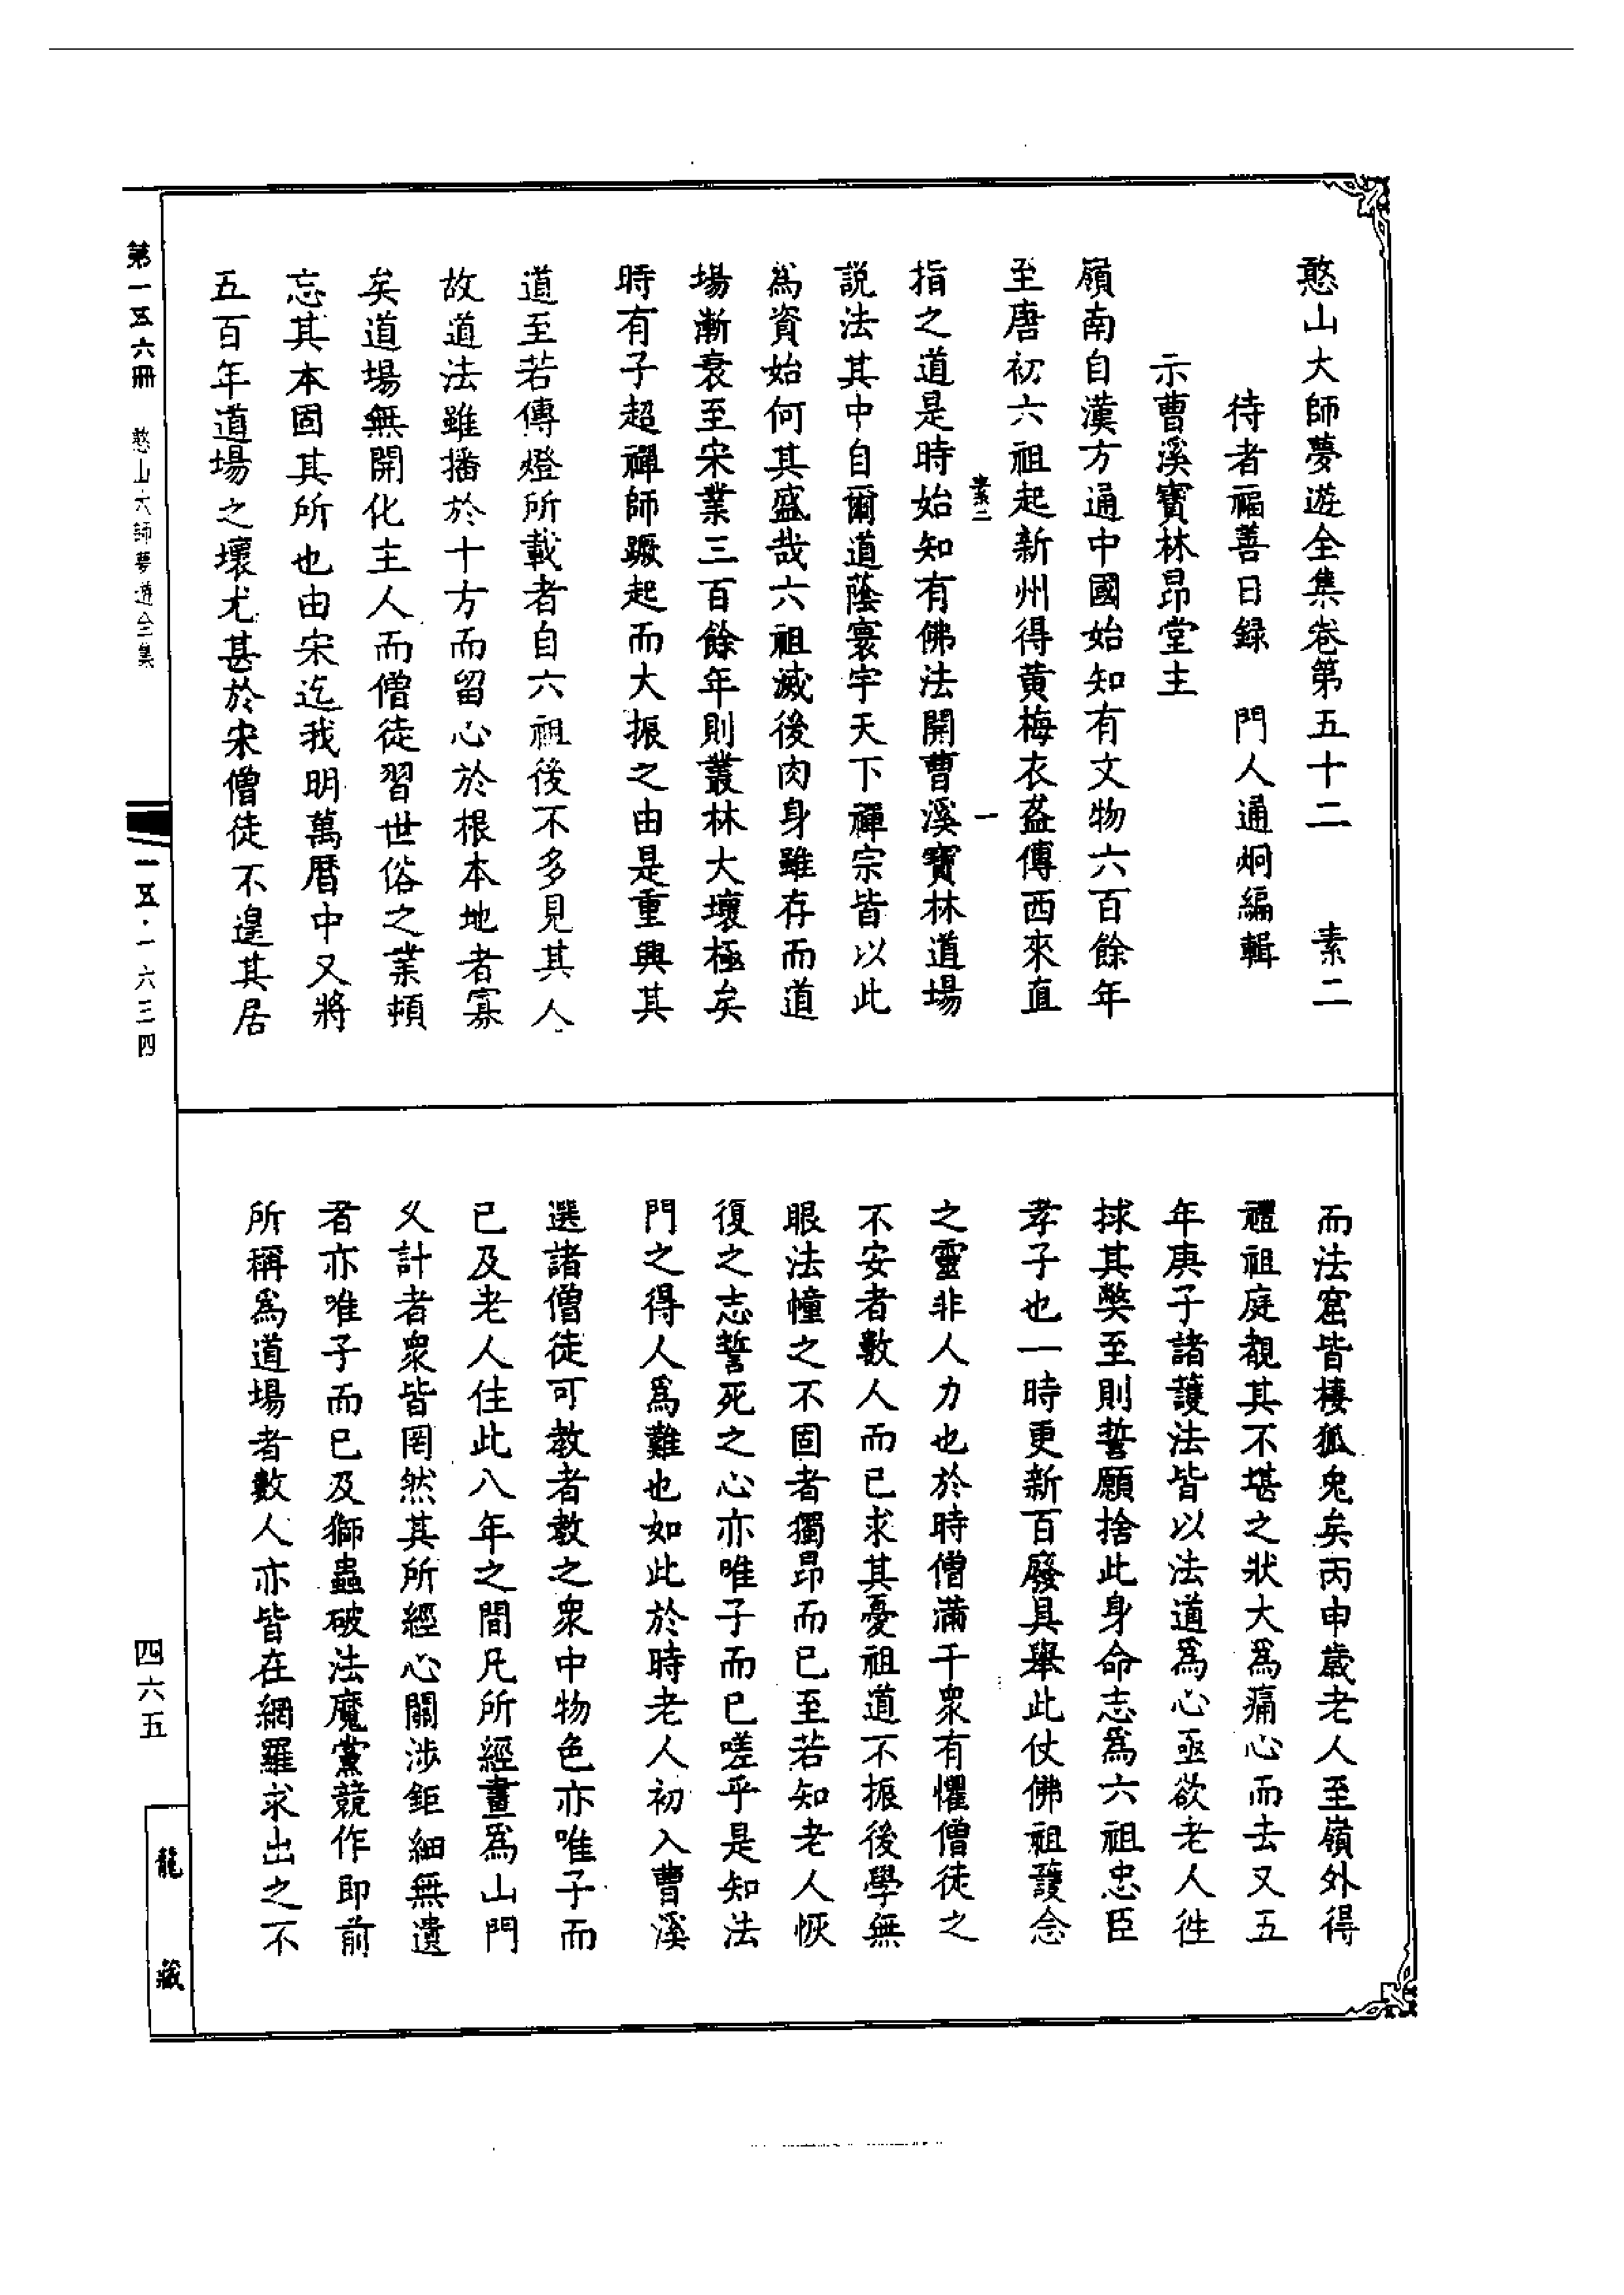 憨山大師夢遊全集卷第五十二 素二
侍者福善日録 門人通炯編輯
示曹溪寶林昂堂主
嶺南自漢方通中國始知有文物六百餘年
至唐初六祖起新州得黄梅衣盋傳西來直
素二 一
指之道是時始知有佛法開曹溪寶林道場
説法其中自爾道蔭寰宇天下禪宗皆以此
爲資始何其盛哉六祖滅後肉身雖存而道
場漸衰至宋業三百餘年則叢林大壞極矣
時有子超禪師蹶起而大振之由是重興其
道至若傳燈所載者自六祖後不多見其人
故道法雖播於十方而留心於根本地者寡
矣道場無開化主人而僧徒習世俗之業頓
忘其本固其所也由宋迄我明萬曆中又將
五百年道場之壞尤甚於宋僧徒不遑其居
而法窟皆棲狐兔矣丙申歲老人至嶺外得
禮祖庭覩其不堪之狀大爲痛心而去又五
年庚子諸護法皆以法道爲心亟欲老人徃
捄其獘至則誓願捨此身命志爲六祖忠臣
孝子也一時更新百廢具舉此仗佛祖護念
之靈非人力也於時僧滿千衆有懼僧徒之
不安者數人而已求其憂祖道不振後學無
眼法幢之不固者獨昂而已至若知老人恢
復之志誓死之心亦唯子而已嗟乎是知法
門之得人爲難也如此於時老人初入曹溪
選諸僧徒可教者教之衆中物色亦唯子而
已及老人住此八年之間凡所經畫爲山門
乆計者衆皆罔然其所經心關涉鉅細無遺
者亦唯子而已及獅蟲破法魔黨競作即前
所稱爲道場者數人亦皆在網羅求出之不
第一五六冊 憨山大師夢遊全集
一五·一六三四
四六五
龍藏